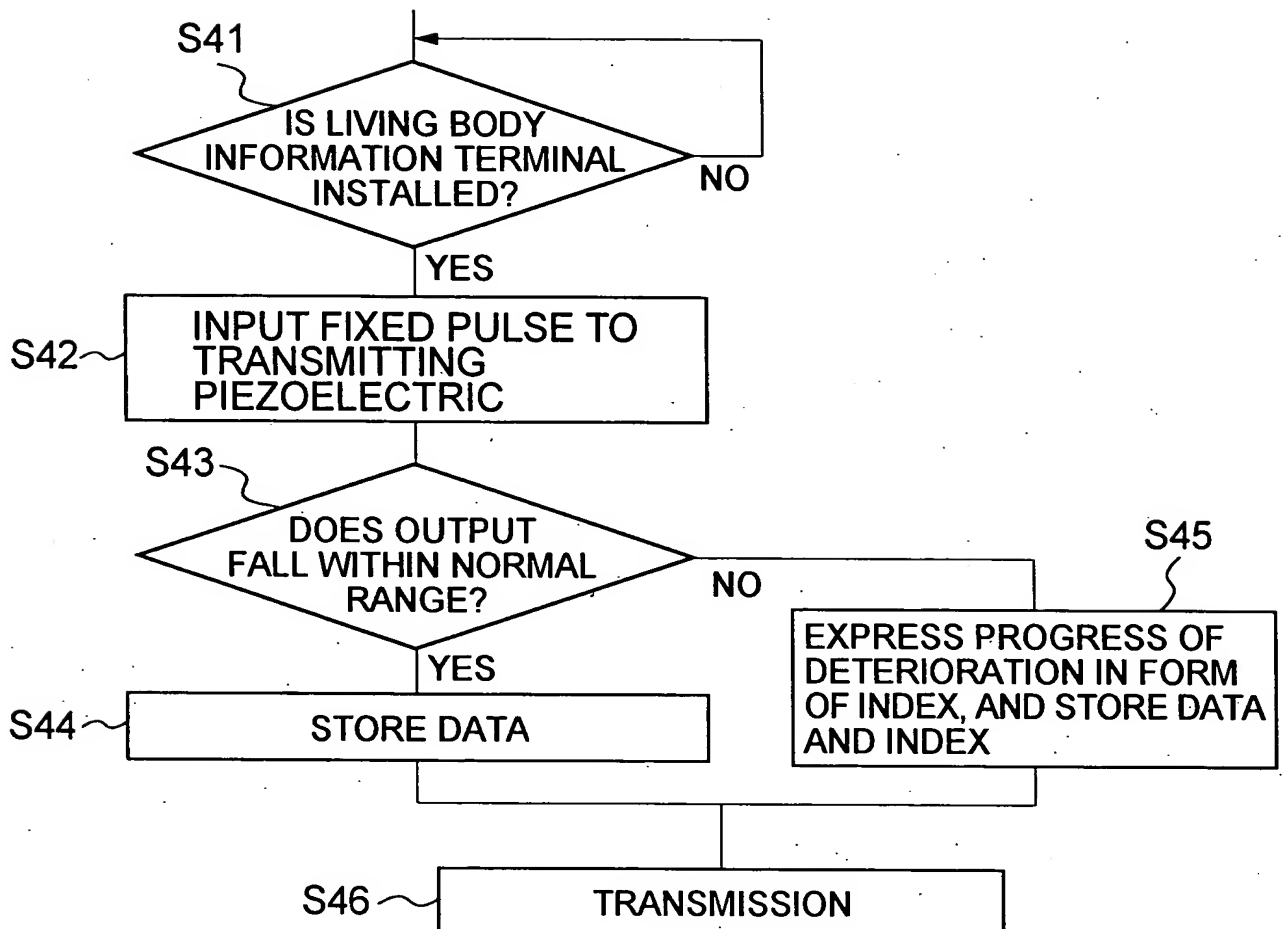 S41
IS LIVING BODY
INFORMATION TERMINAL
INSTALLED?
NO
YES
S42
INPUT FIXED PULSE TO
TRANSMITTING
PIEZOELECTRIC
S43
DOES OUTPUT
FALL WITHIN NORMAL
RANGE?
NO
YES
S45
EXPRESS PROGRESS OF
DETERIORATION IN FORM
OF INDEX, AND STORE DATA
AND INDEX
S44
STORE DATA
S46
TRANSMISSION